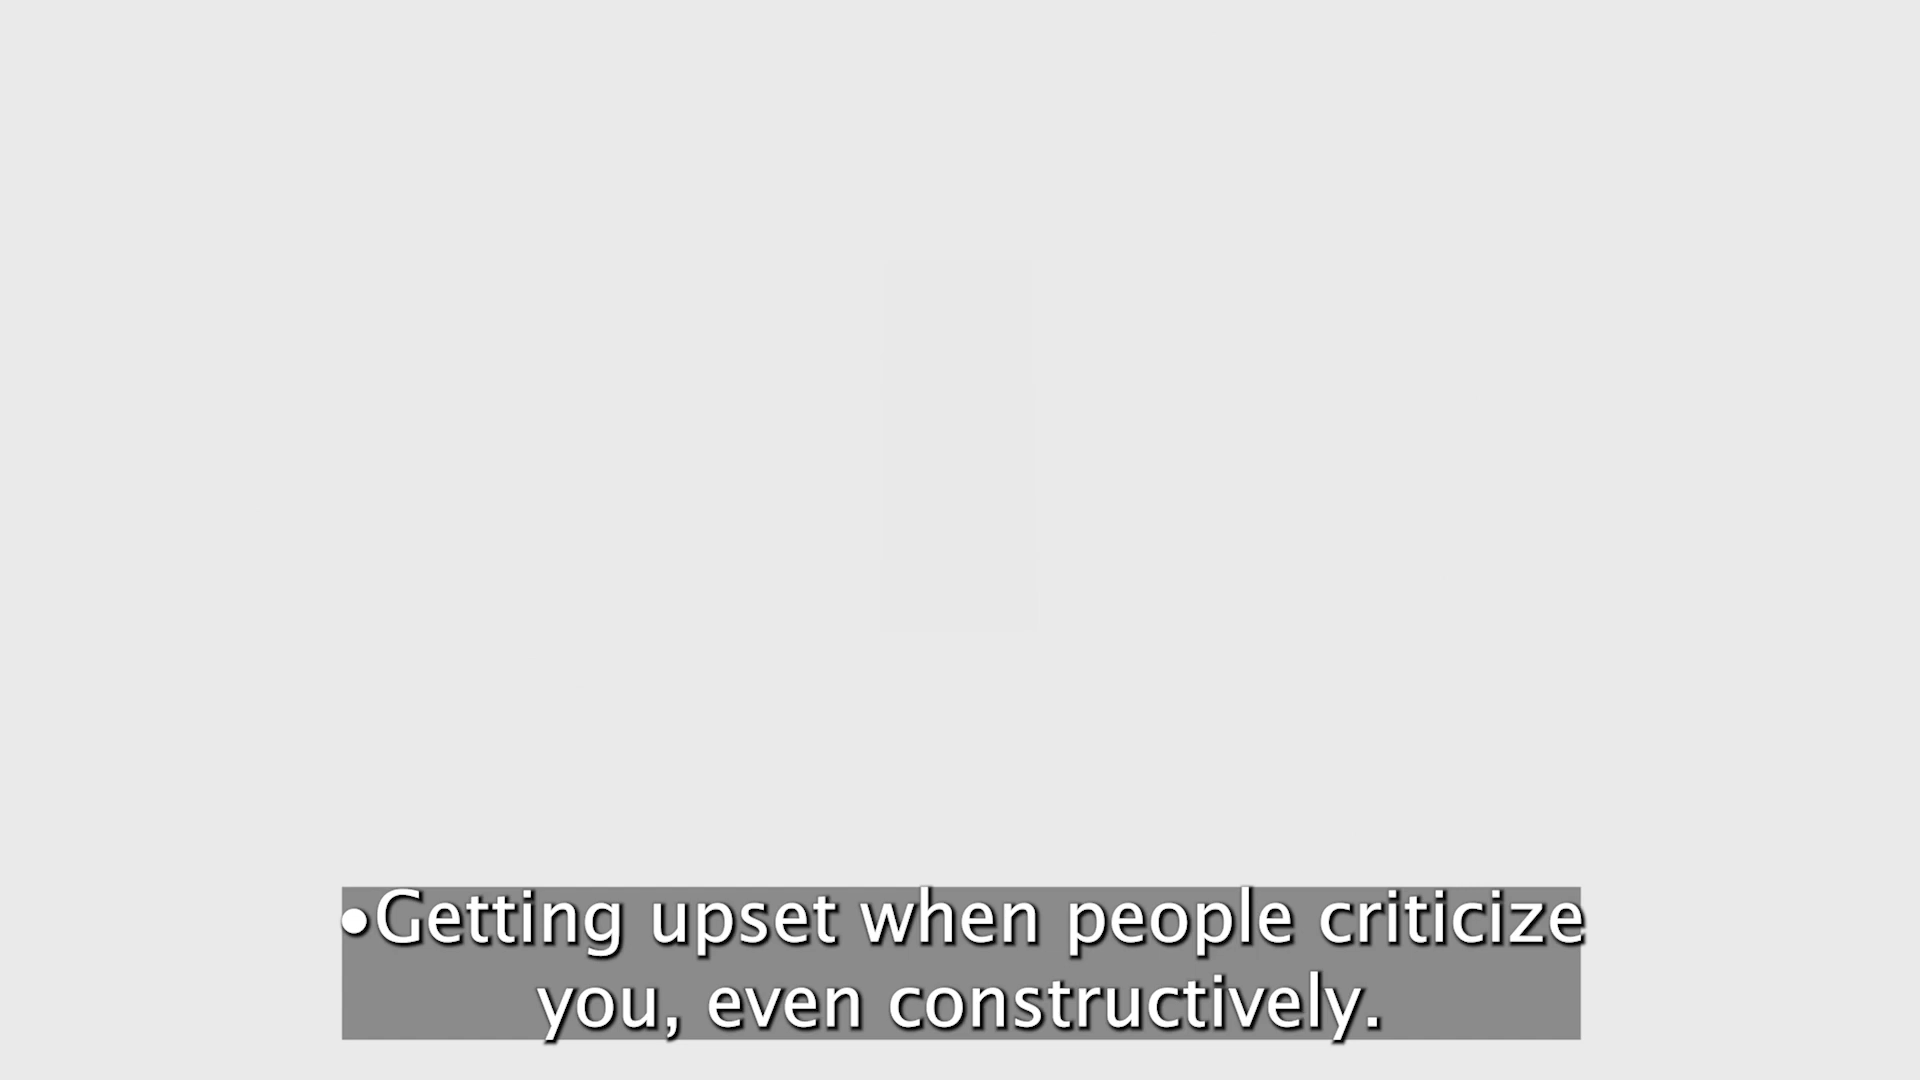 •Getting upset when people criticize
you, even constructively.